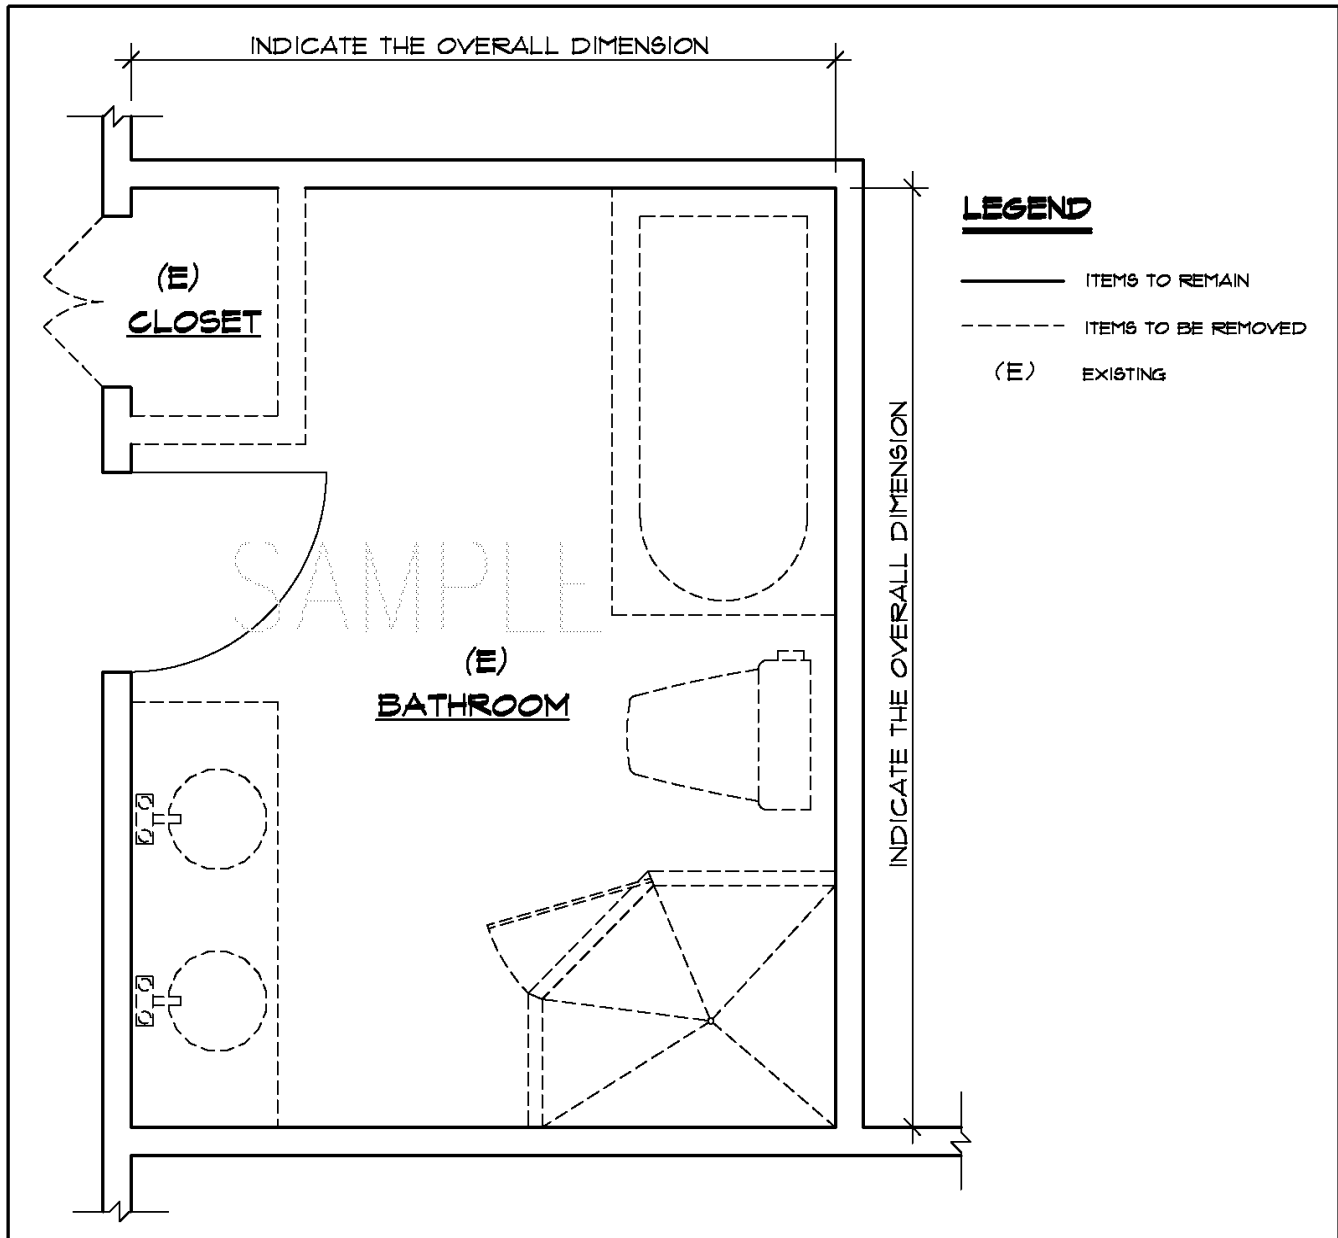 INDICATE THE OVERALL DIMENSION
LEGEND
ITEMS TO REMAIN
ITEMS TO BE REMOVED
(E) EXISTING
(E)
CLOSET
INDICATE THE OVERALL DIMENSION
SAMPLE
(E)
BATHROOM